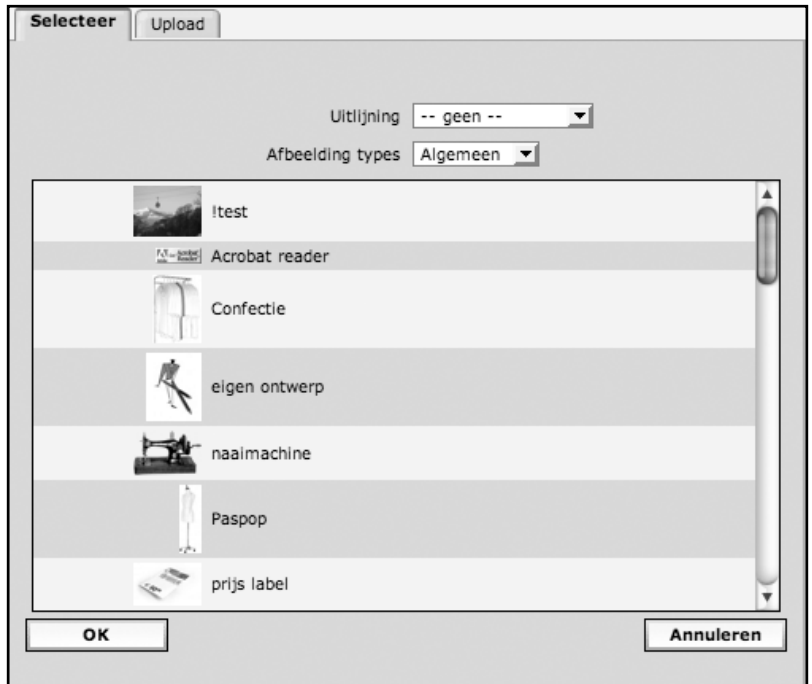 Selecteer Upload
Uitlijning -- geen --
Afbeelding types Algemeen
!test
Acrobat reader
Confectie
eigen ontwerp
naaimachine
Paspop
prijs label
OK Annuleren